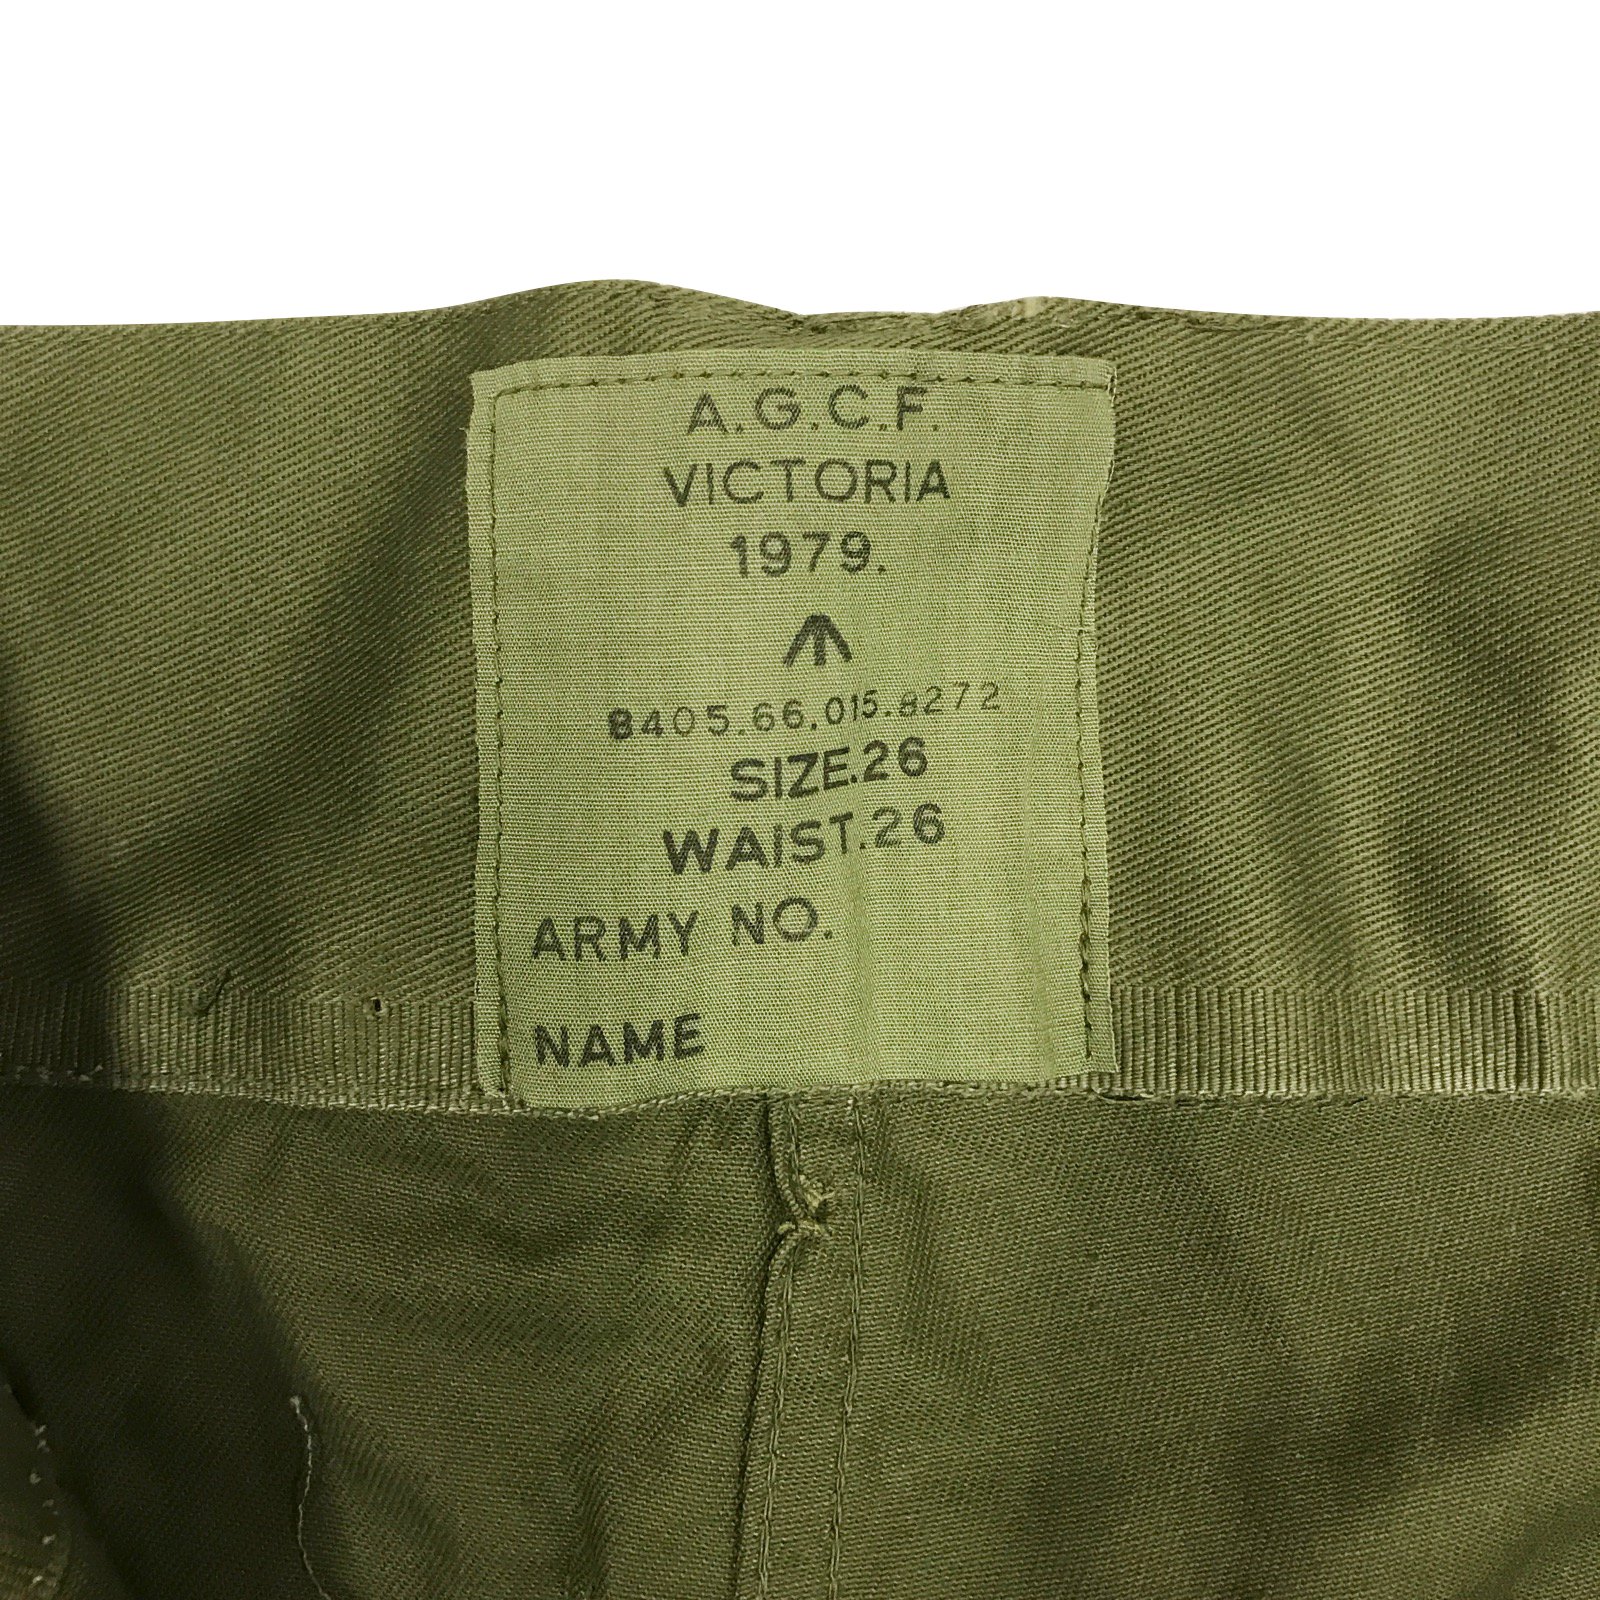 A.G.C.F.
VICTORIA
1979.
8405.66.015.8272
SIZE.26
WAIST.26
ARMY NO.
NAME